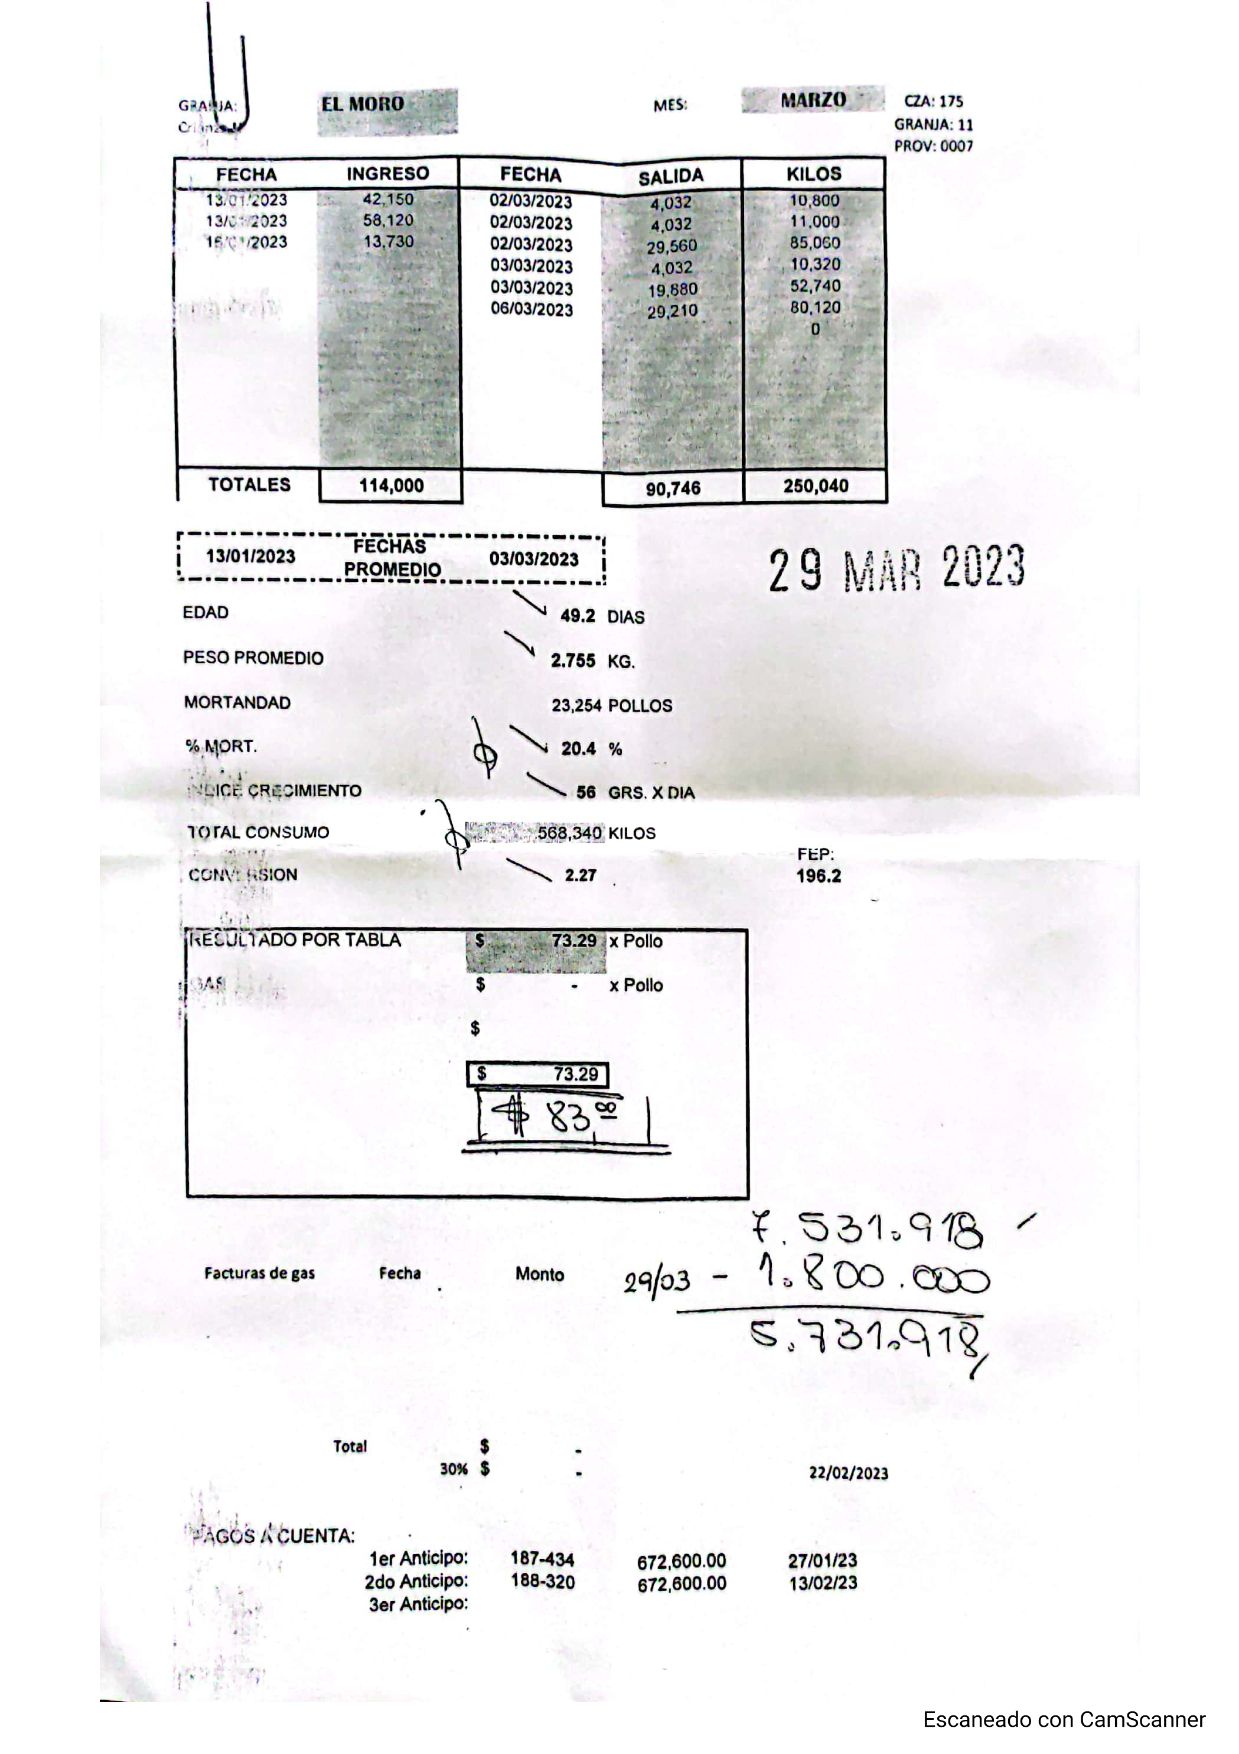 GRANJA: EL MORO MES: MARZO CZA: 175
Crianza GRANJA: 11
PROV: 0007
FECHA INGRESO FECHA SALIDA KILOS
13/01/2023 42,150 02/03/2023 4,032 10,800
13/01/2023 58,120 02/03/2023 4,032 11,000
15/01/2023 13,730 02/03/2023 29,560 85,060
03/03/2023 4,032 10,320
03/03/2023 19,880 52,740
06/03/2023 29,210 80,120
0
TOTALES 114,000 90,746 250,040
13/01/2023 FECHAS PROMEDIO 03/03/2023
29 MAR 2023
EDAD 49.2 DIAS
PESO PROMEDIO 2.755 KG.
MORTANDAD 23,254 POLLOS
% MORT. 20.4 %
INDICE CRECIMIENTO 56 GRS. X DIA
TOTAL CONSUMO 568,340 KILOS
FEP:
CONVERSION 2.27 196.2
RESULTADO POR TABLA $ 73.29 x Pollo
GAS $ - x Pollo
$
$ 73.29
$ 83,00
7.531.918
Facturas de gas Fecha Monto 29/03 - 1.800.000
5.731.918
Total $ -
30% $ - 22/02/2023
PAGOS A CUENTA:
1er Anticipo: 187-434 672,600.00 27/01/23
2do Anticipo: 188-320 672,600.00 13/02/23
3er Anticipo:
Escaneado con CamScanner